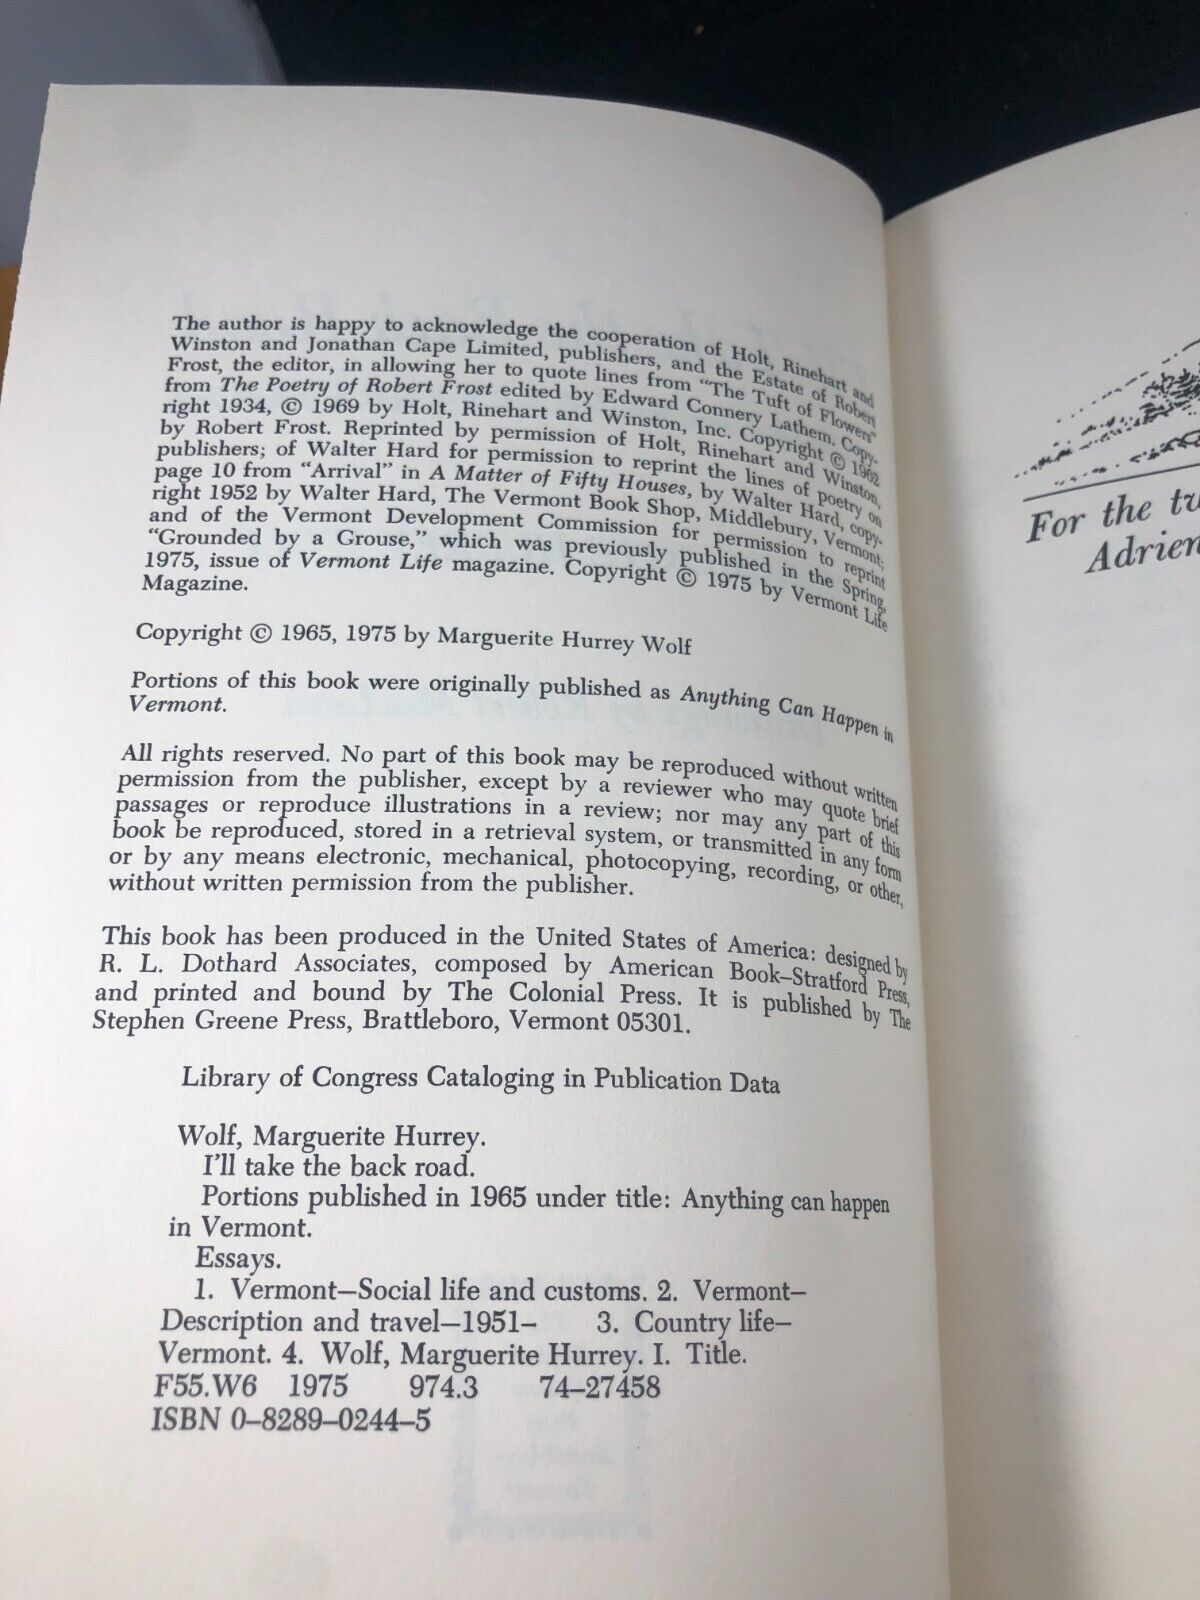 The author is happy to acknowledge the cooperation of Holt, Rinehart and
Winston and Jonathan Cape Limited, publishers, and the Estate of Robert
Frost, the editor, in allowing her to quote lines from "The Tuft of Flowers"
from The Poetry of Robert Frost edited by Edward Connery Lathem. Copy-
right 1934, © 1969 by Holt, Rinehart and Winston, Inc. Copyright © 1962
by Robert Frost. Reprinted by permission of Holt, Rinehart and Winston,
publishers; of Walter Hard for permission to reprint the lines of poetry on
page 10 from "Arrival" in A Matter of Fifty Houses, by Walter Hard, copy-
right 1952 by Walter Hard, The Vermont Book Shop, Middlebury, Vermont;
and of the Vermont Development Commission for permission to reprint
"Grounded by a Grouse," which was previously published in the Spring,
1975, issue of Vermont Life magazine. Copyright © 1975 by Vermont Life
Magazine.
Copyright © 1965, 1975 by Marguerite Hurrey Wolf
Portions of this book were originally published as Anything Can Happen in
Vermont.
All rights reserved. No part of this book may be reproduced without written
permission from the publisher, except by a reviewer who may quote brief
passages or reproduce illustrations in a review; nor may any part of this
book be reproduced, stored in a retrieval system, or transmitted in any form
or by any means electronic, mechanical, photocopying, recording, or other,
without written permission from the publisher.
This book has been produced in the United States of America: designed by
R. L. Dothard Associates, composed by American Book–Stratford Press,
and printed and bound by The Colonial Press. It is published by The
Stephen Greene Press, Brattleboro, Vermont 05301.
Library of Congress Cataloging in Publication Data
Wolf, Marguerite Hurrey.
I'll take the back road.
Portions published in 1965 under title: Anything can happen
in Vermont.
Essays.
1. Vermont—Social life and customs. 2. Vermont—
Description and travel—1951– 3. Country life—
Vermont. 4. Wolf, Marguerite Hurrey. I. Title.
F55.W6 1975 974.3 74–27458
ISBN 0–8289–0244–5
For the
Adrien